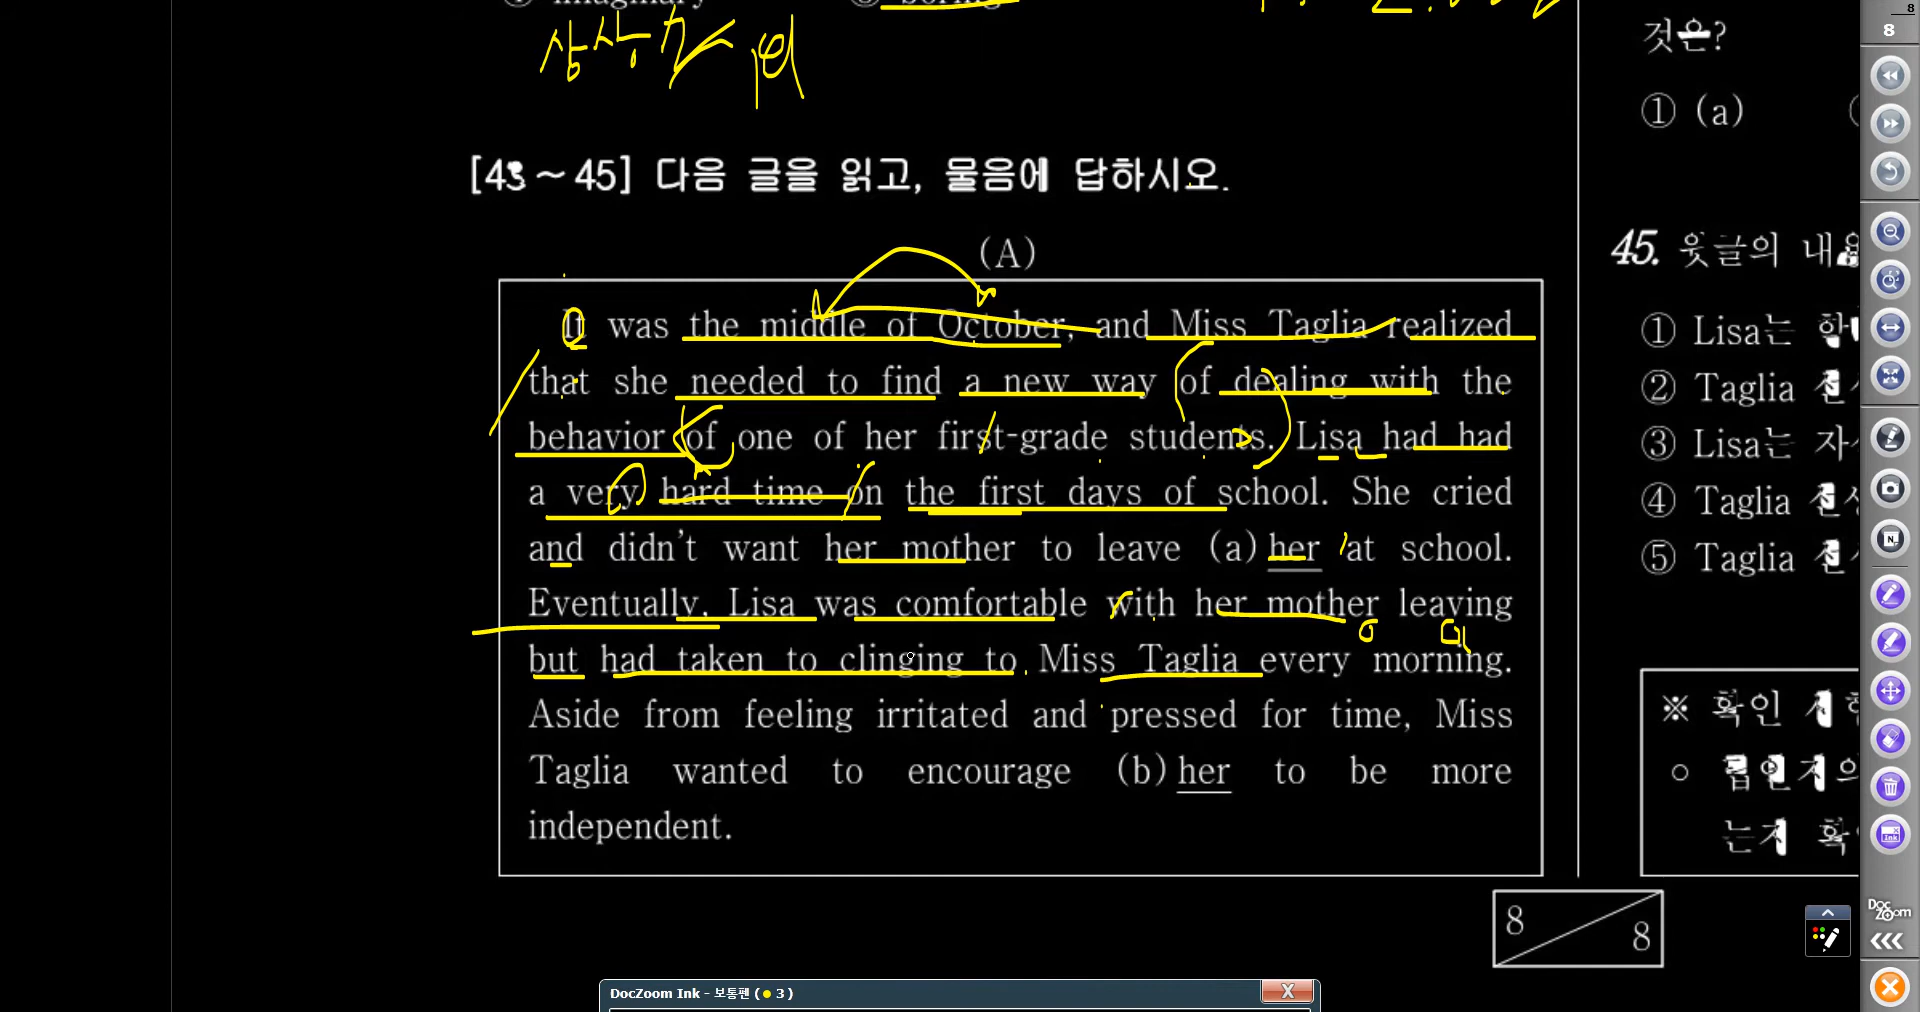 8
8
③ boring
상상
것은?
① (a)
[43~45] 다음 글을 읽고, 물음에 답하시오.
(A)
It was the middle of October, and Miss Taglia realized
that she needed to find a new way of dealing with the
behavior of one of her first-grade students. Lisa had had
a very hard time on the first days of school. She cried
and didn't want her mother to leave (a) her at school.
Eventually, Lisa was comfortable with her mother leaving
but had taken to clinging to Miss Taglia every morning.
Aside from feeling irritated and pressed for time, Miss
Taglia wanted to encourage (b) her to be more
independent.
45. 윗글의
① Lisa는
② Taglia
③ Lisa는
④ Taglia
⑤ Taglia
※ 확인
○
8
8
DocZoom
DocZoom Ink - 보통펜 ( 3 )